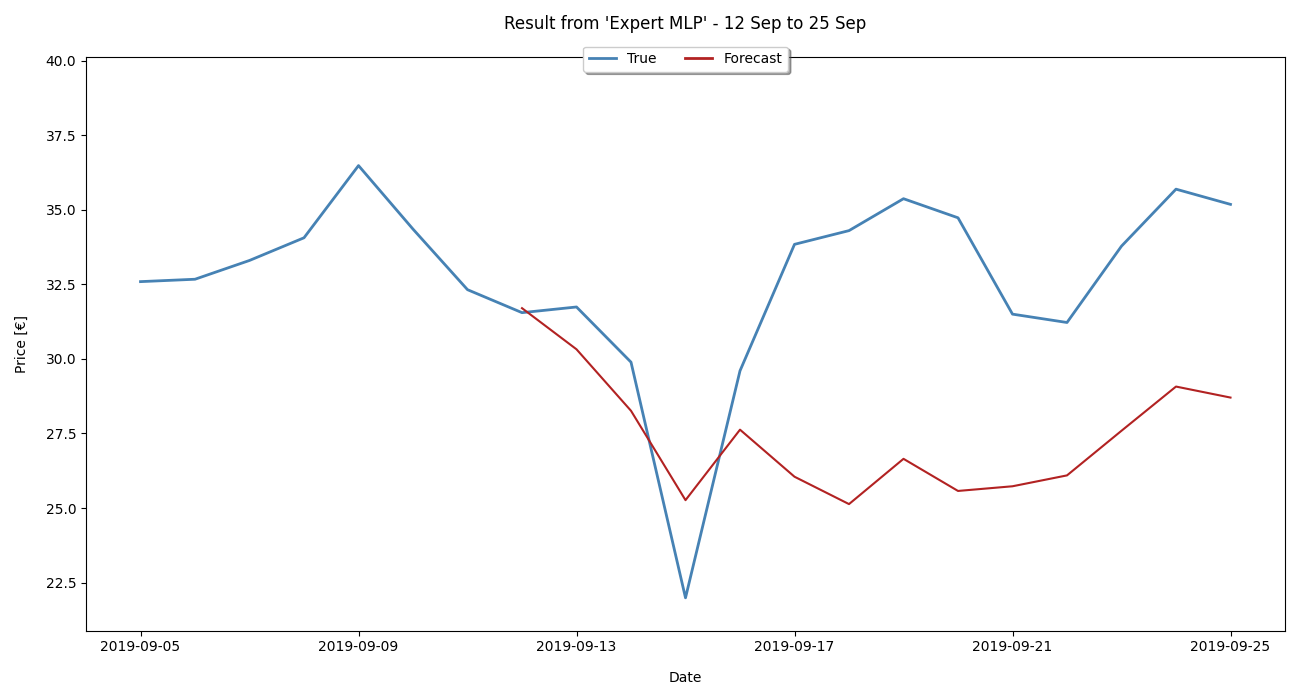 Result from 'Expert MLP' - 12 Sep to 25 Sep
True Forecast
40.0
37.5
35.0
32.5
30.0
27.5
25.0
22.5
Price [€]
2019-09-05 2019-09-09 2019-09-13 2019-09-17 2019-09-21 2019-09-25
Date